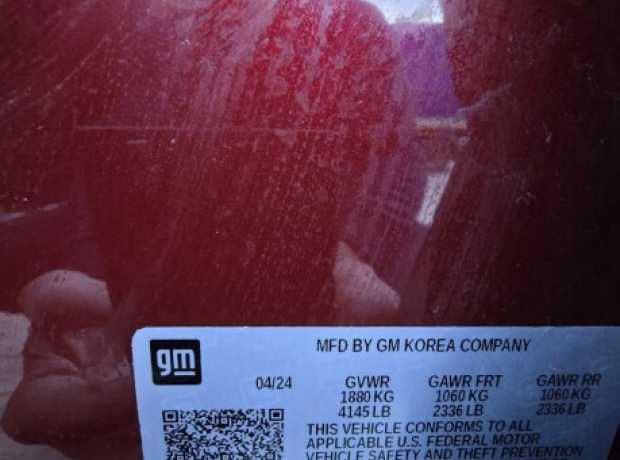 gm
MFD BY GM KOREA COMPANY
04/24 GVWR GAWR FRT GAWR RR
1880 KG 1060 KG 1060 KG
4145 LB 2336 LB 2336 LB
THIS VEHICLE CONFORMS TO ALL
APPLICABLE U.S. FEDERAL MOTOR
VEHICLE SAFETY AND THEFT PREVENTION